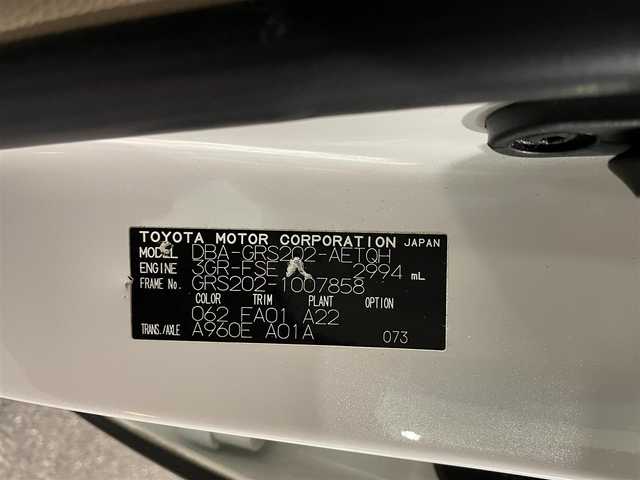 TOYOTA MOTOR CORPORATION JAPAN
MODEL DBA-GRS202-AETQH
ENGINE 3GR-FSE 2994 mL
FRAME No. GRS202-1007858
COLOR TRIM PLANT OPTION
062 FA01 A22
TRANS./AXLE A960E A01A 073